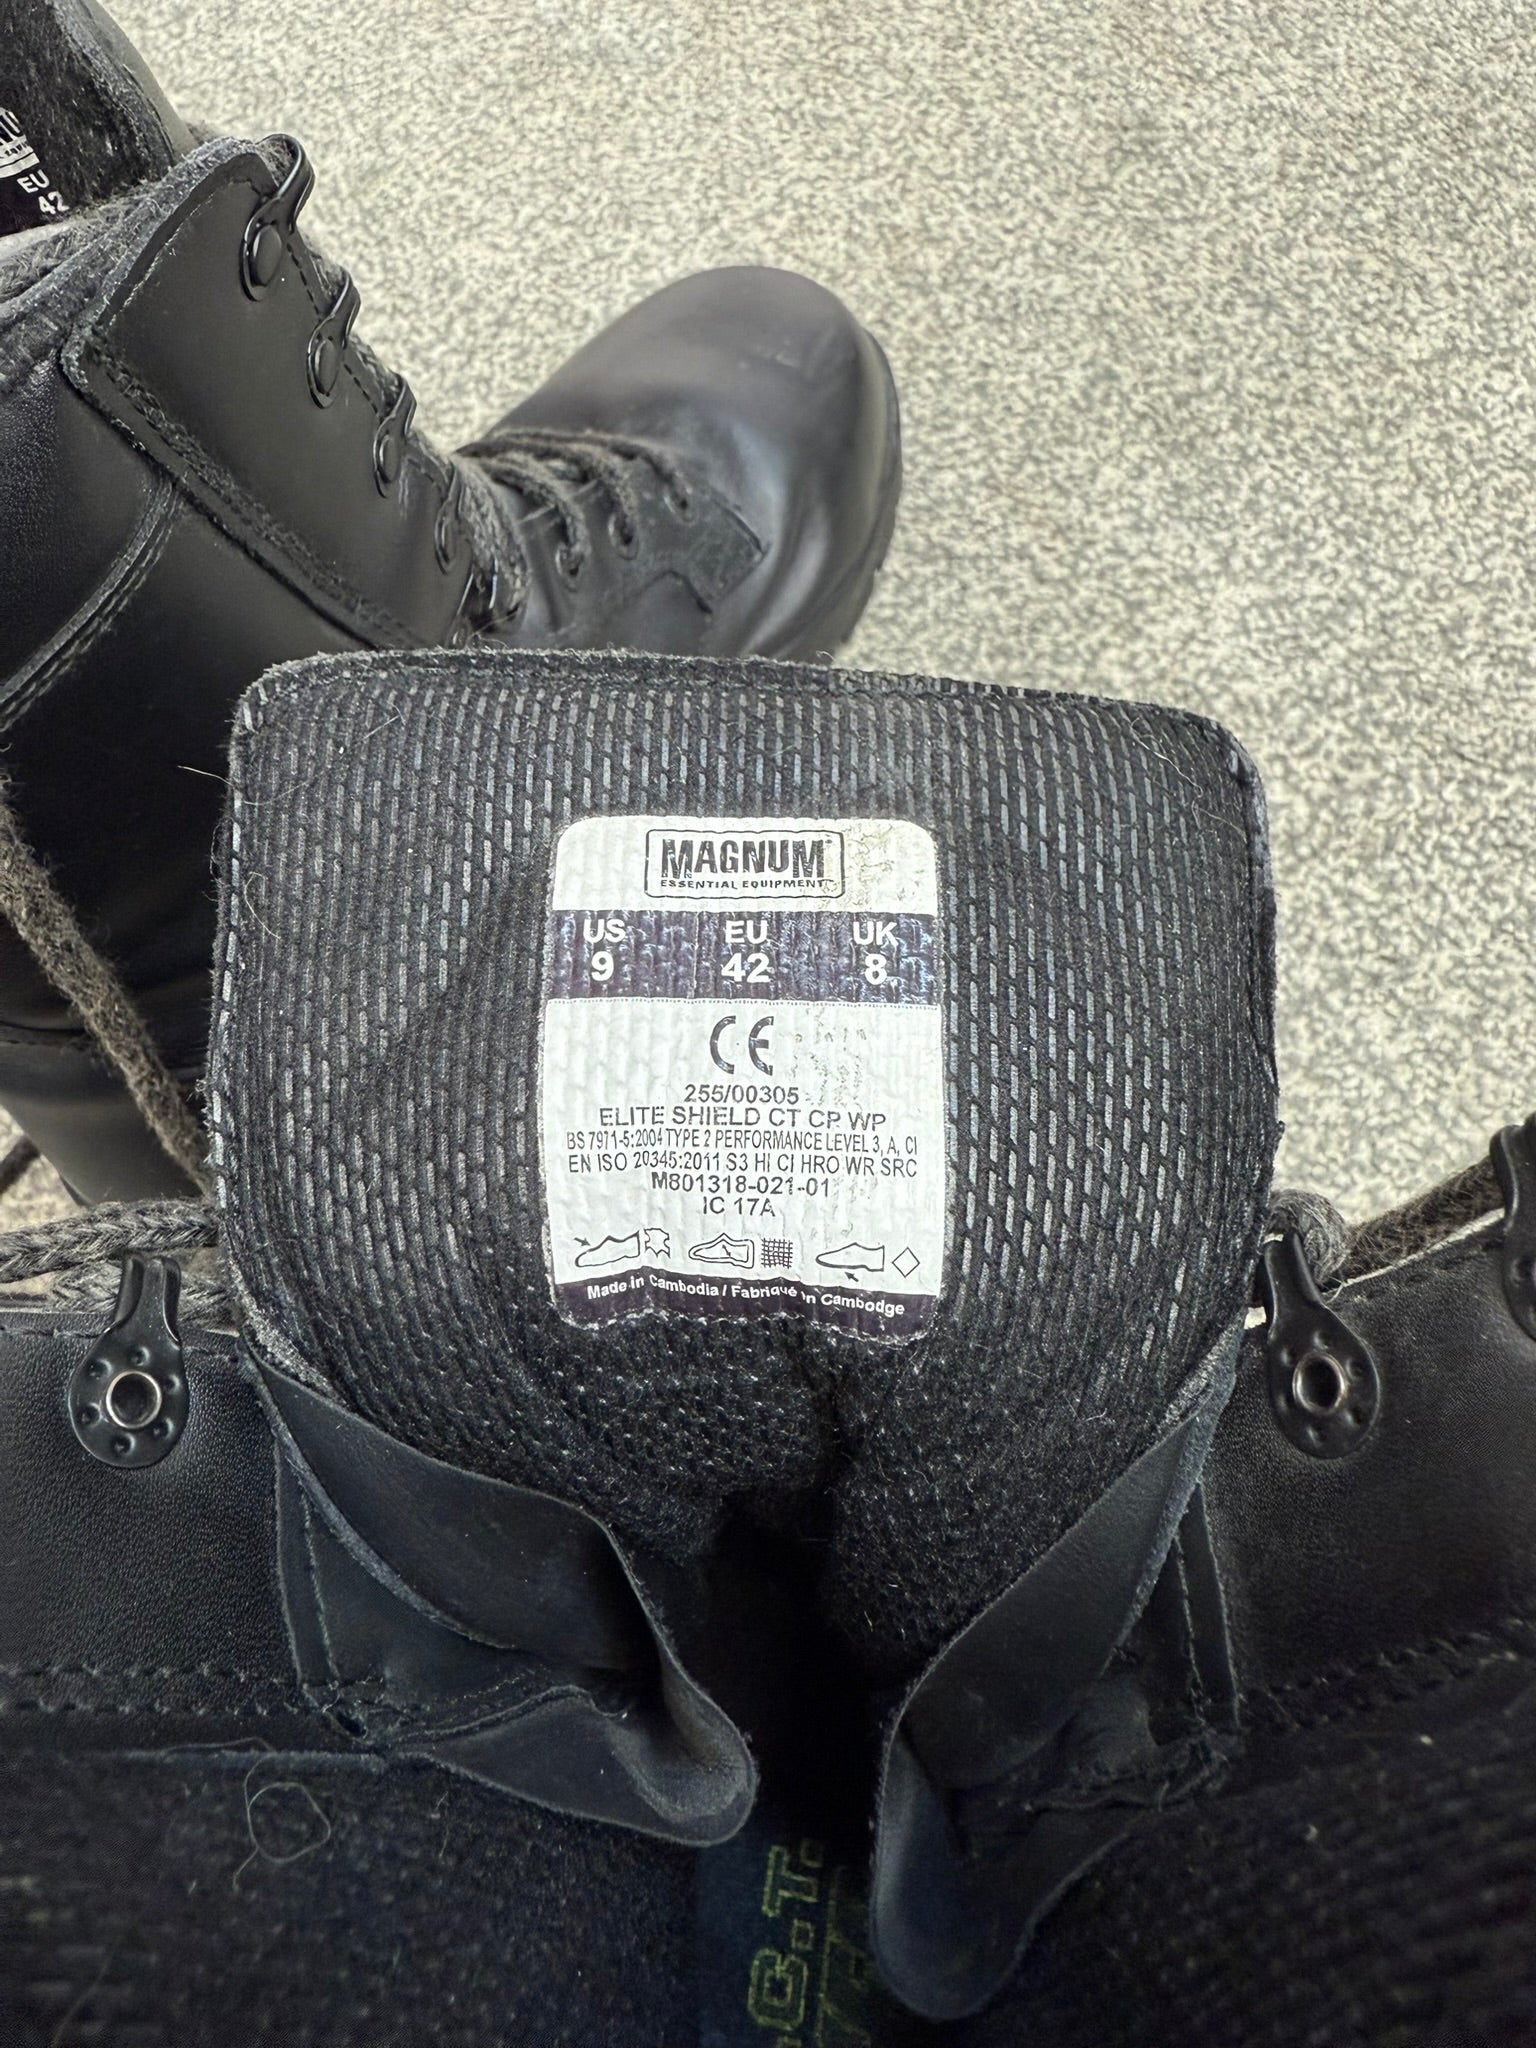 EU
42
MAGNUM
ESSENTIAL EQUIPMENT
US EU UK
9 42 8
CE
255/00305
ELITE SHIELD CT CP WP
BS 7971-5:2004 TYPE 2 PERFORMANCE LEVEL 3, A, CI
EN ISO 20345:2011 S3 HI CI HRO WR SRC
M801318-021-01
IC 17A
Made in Cambodia / Fabriqué en Cambodge